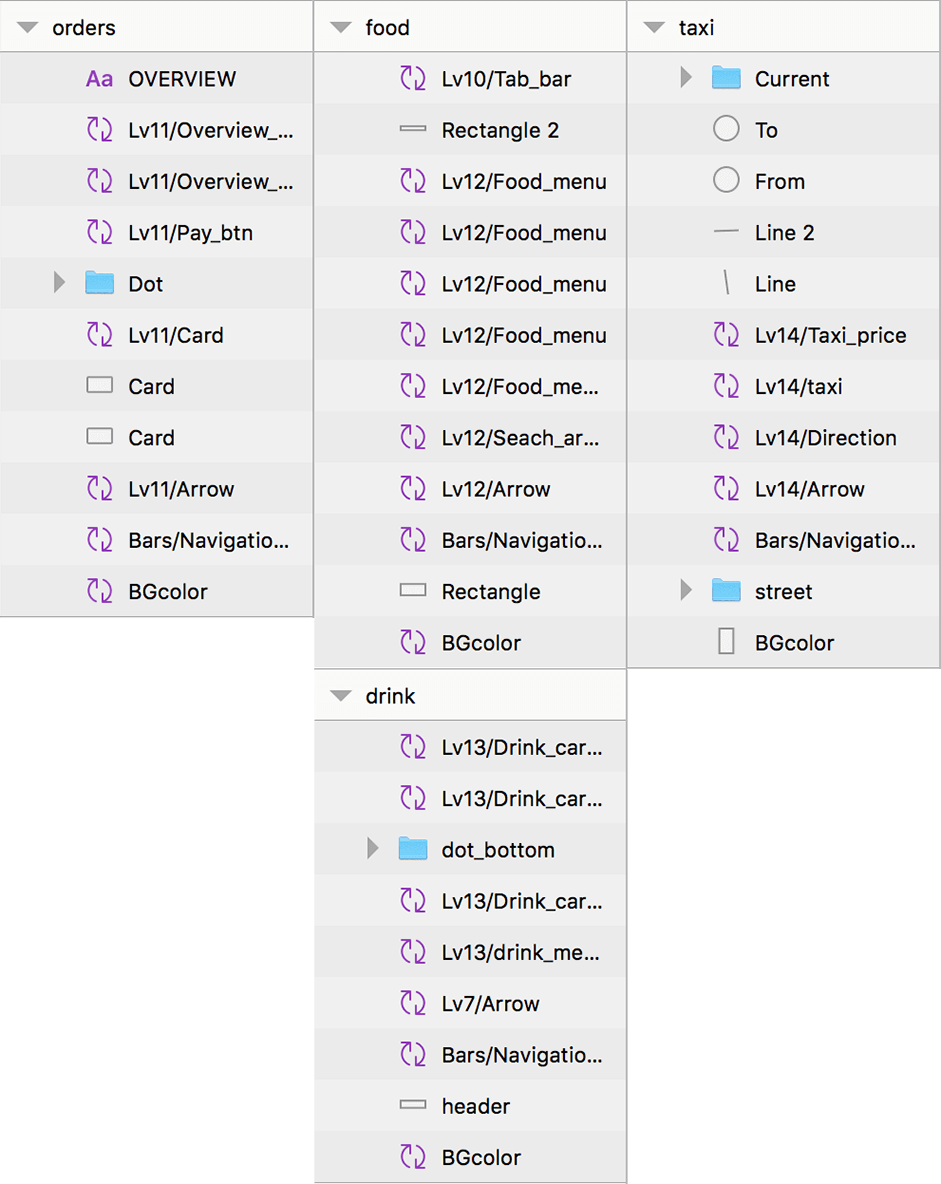 orders
Aa OVERVIEW
Lv11/Overview_...
Lv11/Overview_...
Lv11/Pay_btn
Dot
Lv11/Card
Card
Card
Lv11/Arrow
Bars/Navigatio...
BGcolor
food
Lv10/Tab_bar
Rectangle 2
Lv12/Food_menu
Lv12/Food_menu
Lv12/Food_menu
Lv12/Food_menu
Lv12/Food_me...
Lv12/Seach_ar...
Lv12/Arrow
Bars/Navigatio...
Rectangle
BGcolor
drink
Lv13/Drink_car...
Lv13/Drink_car...
dot_bottom
Lv13/Drink_car...
Lv13/drink_me...
Lv7/Arrow
Bars/Navigatio...
header
BGcolor
taxi
Current
To
From
Line 2
Line
Lv14/Taxi_price
Lv14/taxi
Lv14/Direction
Lv14/Arrow
Bars/Navigatio...
street
BGcolor